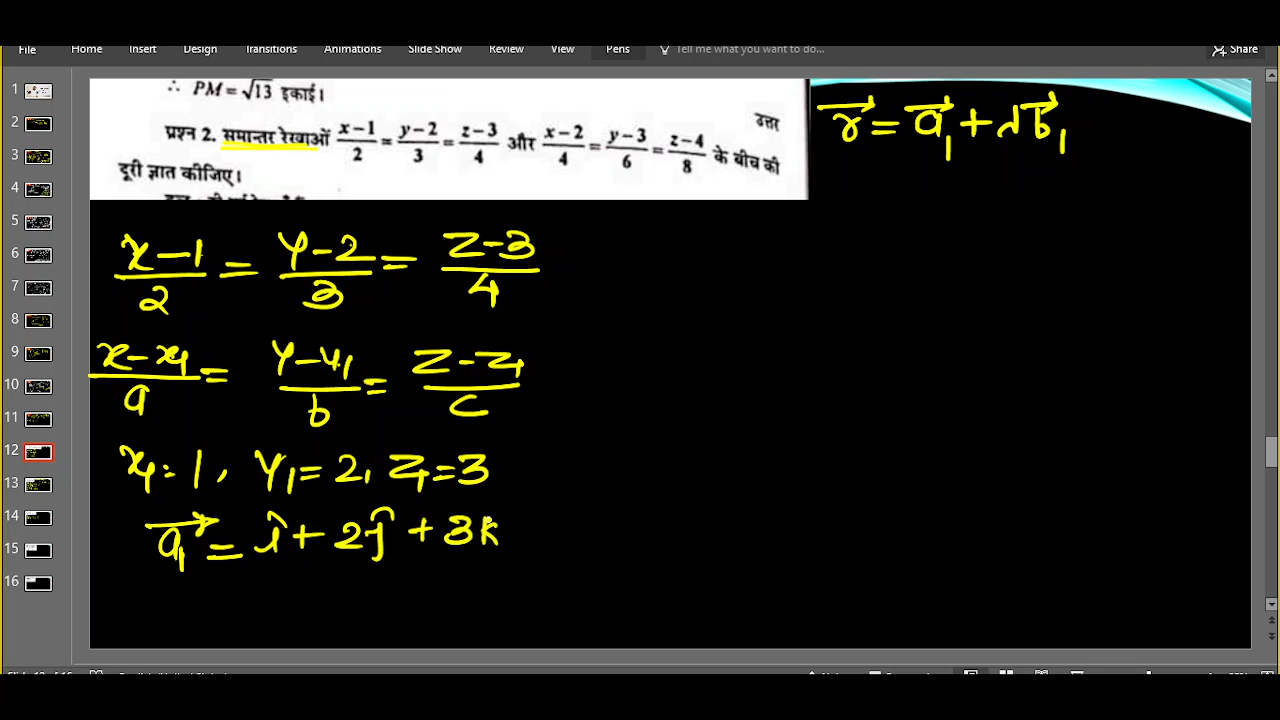 File Home Insert Design Transitions Animations Slide Show Review View Pens Tell me what you want to do... Share
1
2
3
4
5
6
7
8
9
10
11
12
13
14
15
16
∴ PM = √13 इकाई।
उत्तर
प्रश्न 2. समान्तर रेखाओं (x-1)/2 = (y-2)/3 = (z-3)/4 और (x-2)/4 = (y-3)/6 = (z-4)/8 के बीच की
दूरी ज्ञात कीजिए।
r⃗ = a⃗₁ + λb⃗₁
(x-1)/2 = (y-2)/3 = (z-3)/4
(x-x₁)/a = (y-y₁)/b = (z-z₁)/c
x₁ = 1, y₁ = 2, z₁ = 3
a⃗₁ = î + 2ĵ + 3k